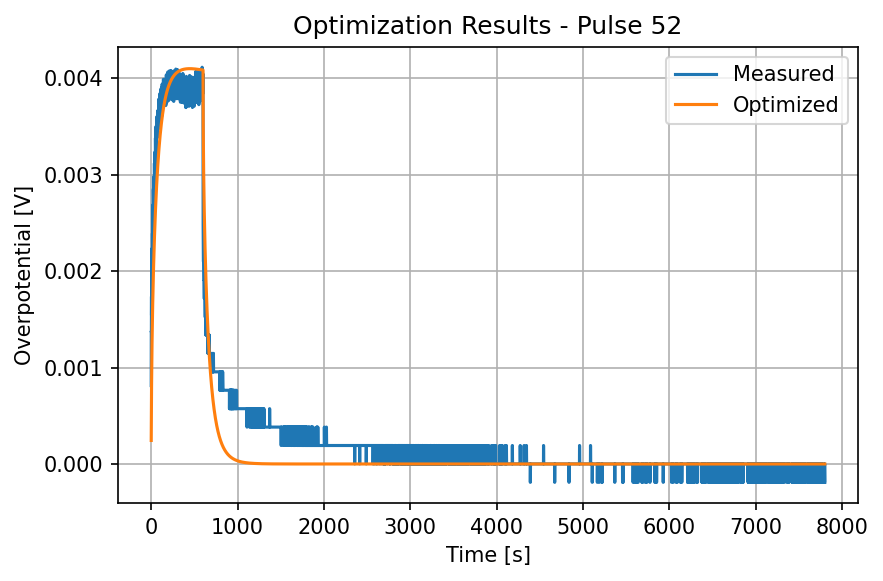 Optimization Results - Pulse 52
Measured
Optimized
Overpotential [V]
0.004
0.003
0.002
0.001
0.000
0 1000 2000 3000 4000 5000 6000 7000 8000
Time [s]